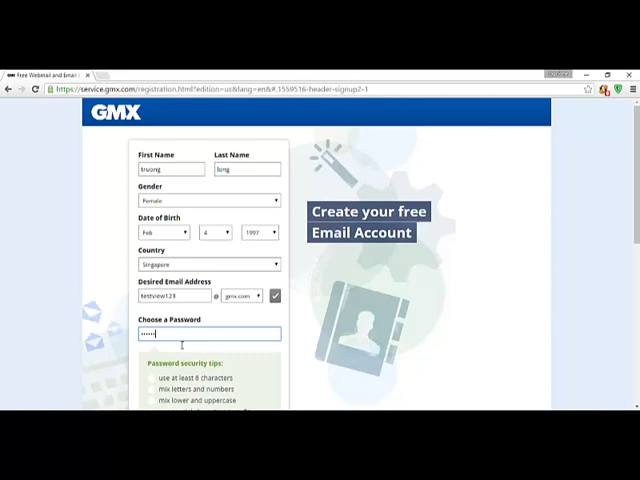 Free Webmail and Email
https://service.gmx.com/registration.html?edition=us&lang=en&#.1559516-header-signup2-1
GMX
First Name
Last Name
truong
long
Gender
Female
Date of Birth
Feb
4
1997
Country
Singapore
Desired Email Address
testview123
@
gmx.com
Choose a Password
••••••
Password security tips:
use at least 8 characters
mix letters and numbers
mix lower and uppercase
Create your free
Email Account